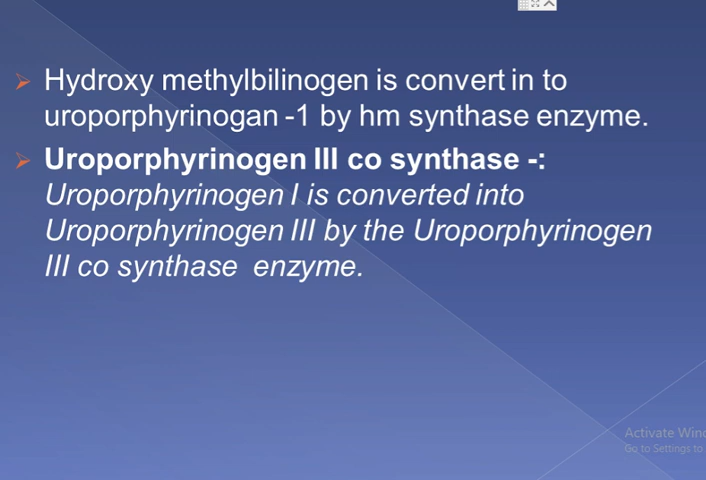 Hydroxy methylbilinogen is convert in to
uroporphyrinogan -1 by hm synthase enzyme.
Uroporphyrinogen III co synthase -:
Uroporphyrinogen I is converted into
Uroporphyrinogen III by the Uroporphyrinogen
III co synthase enzyme.
Activate Wind
Go to Settings to